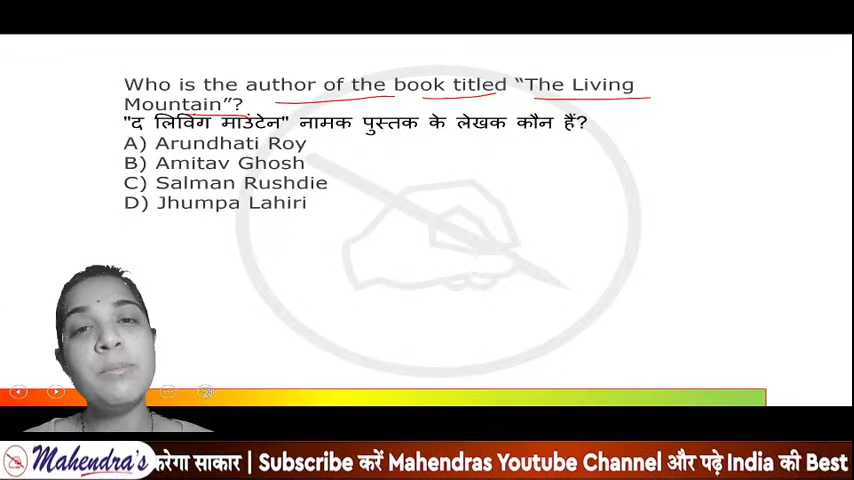 Who is the author of the book titled “The Living
Mountain”?
"द लिविंग माउंटेन" नामक पुस्तक के लेखक कौन हैं?
A) Arundhati Roy
B) Amitav Ghosh
C) Salman Rushdie
D) Jhumpa Lahiri
Mahendra's करेगा साकार | Subscribe करें Mahendras Youtube Channel और पढ़े India की Best